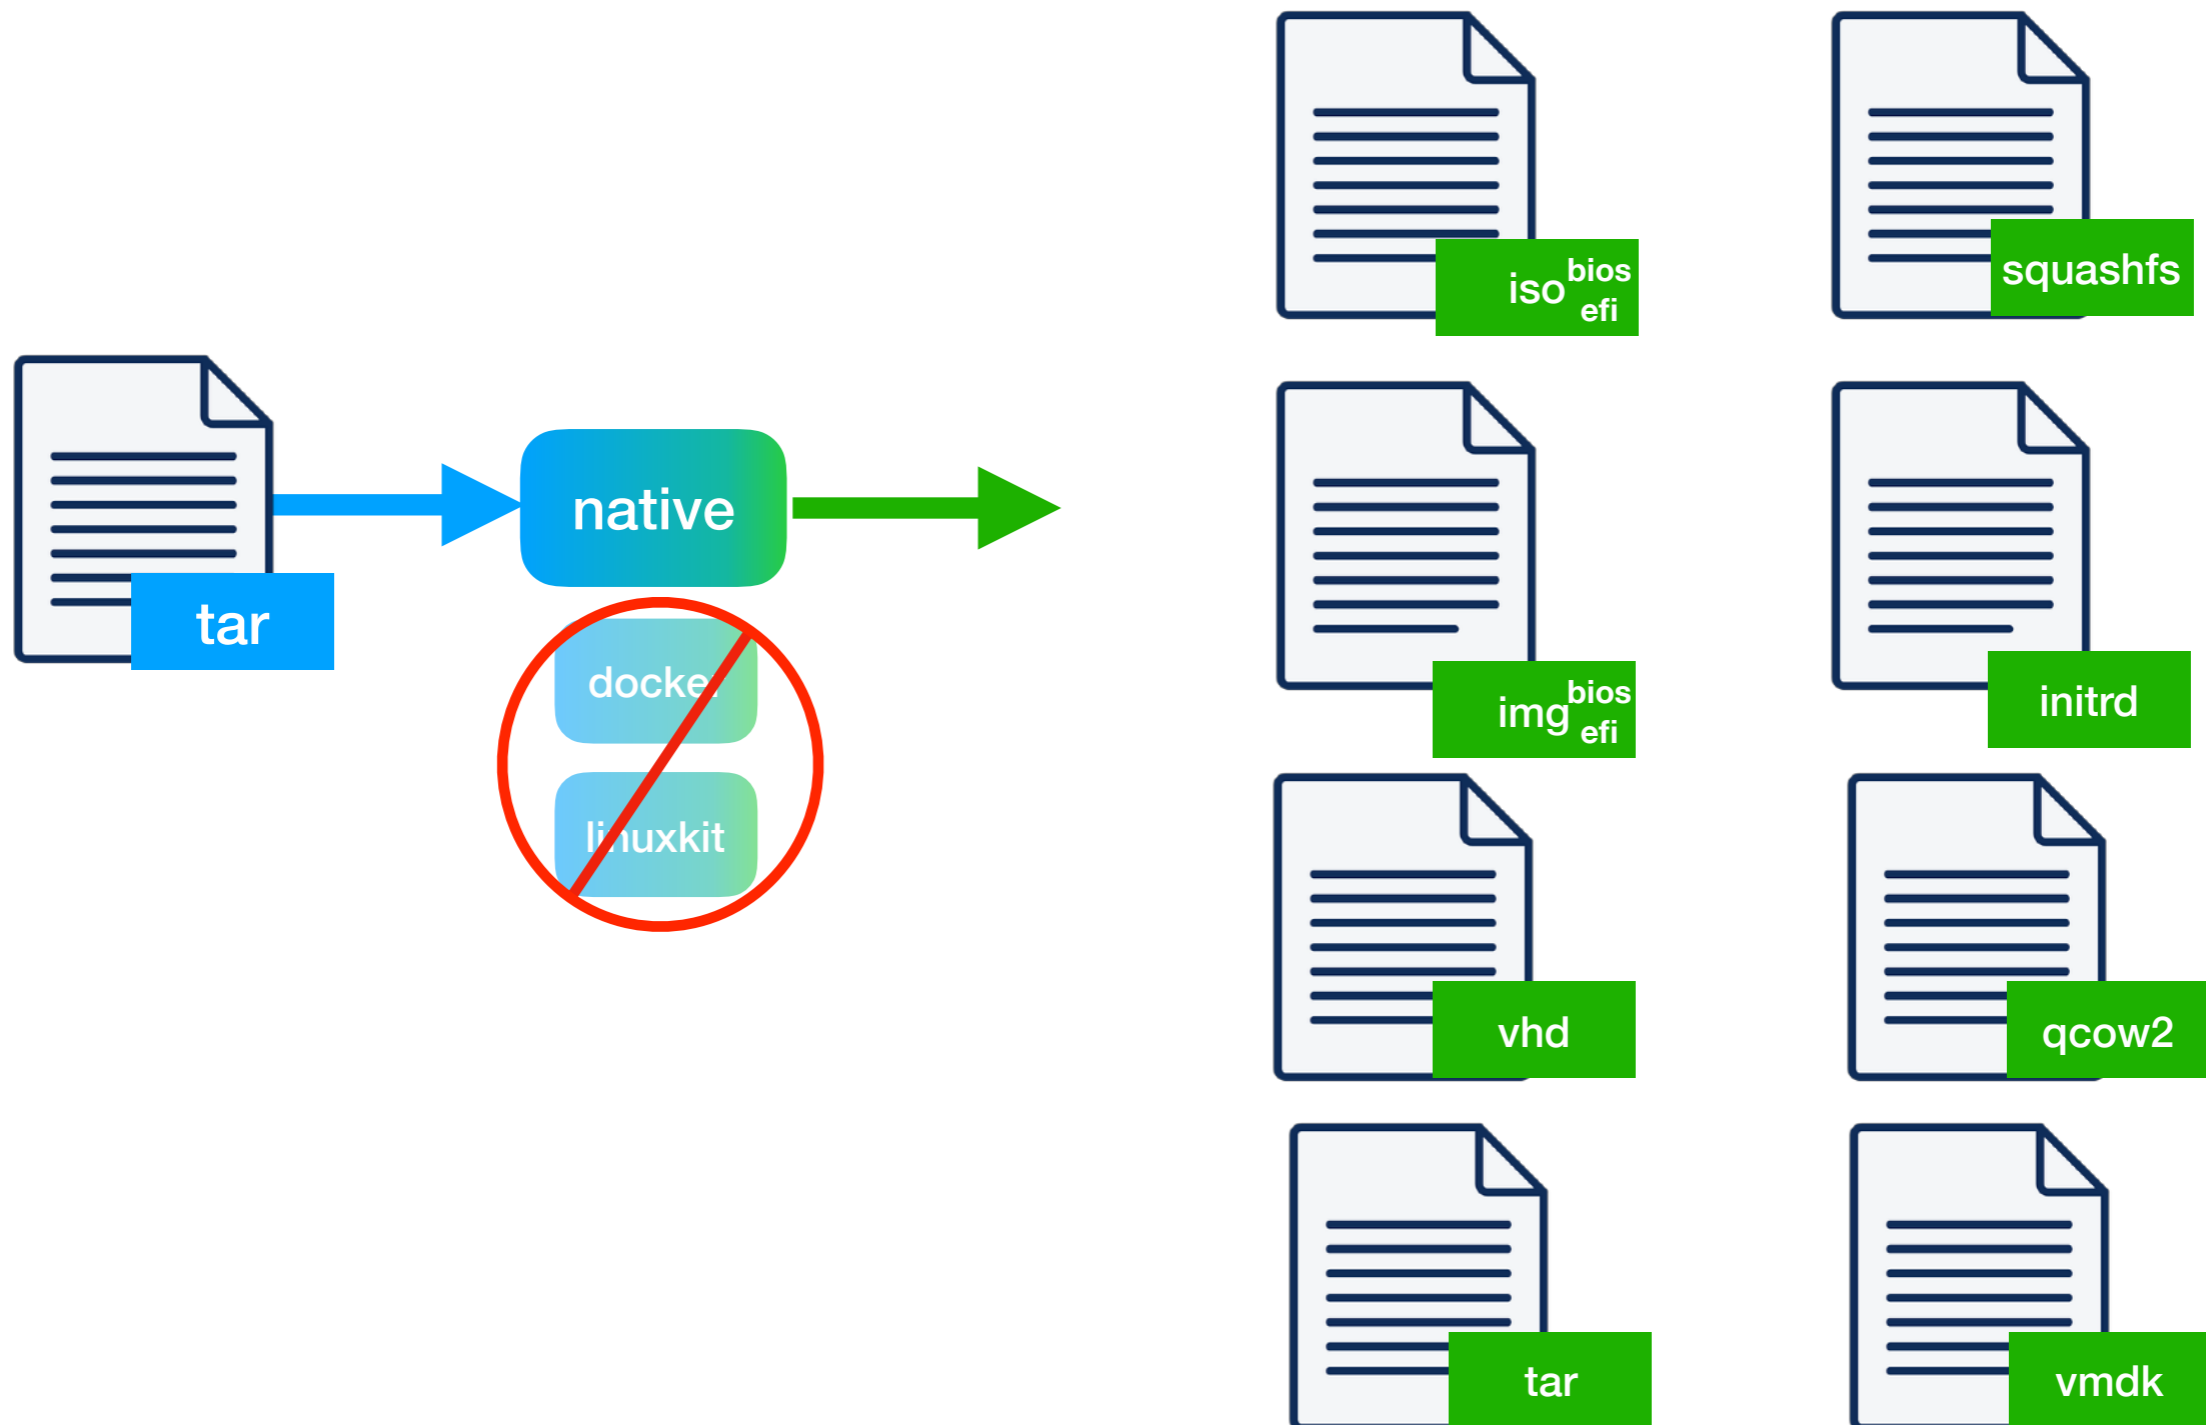 tar
native
docker
linuxkit
iso bios
efi
squashfs
img bios
efi
initrd
vhd
qcow2
tar
vmdk